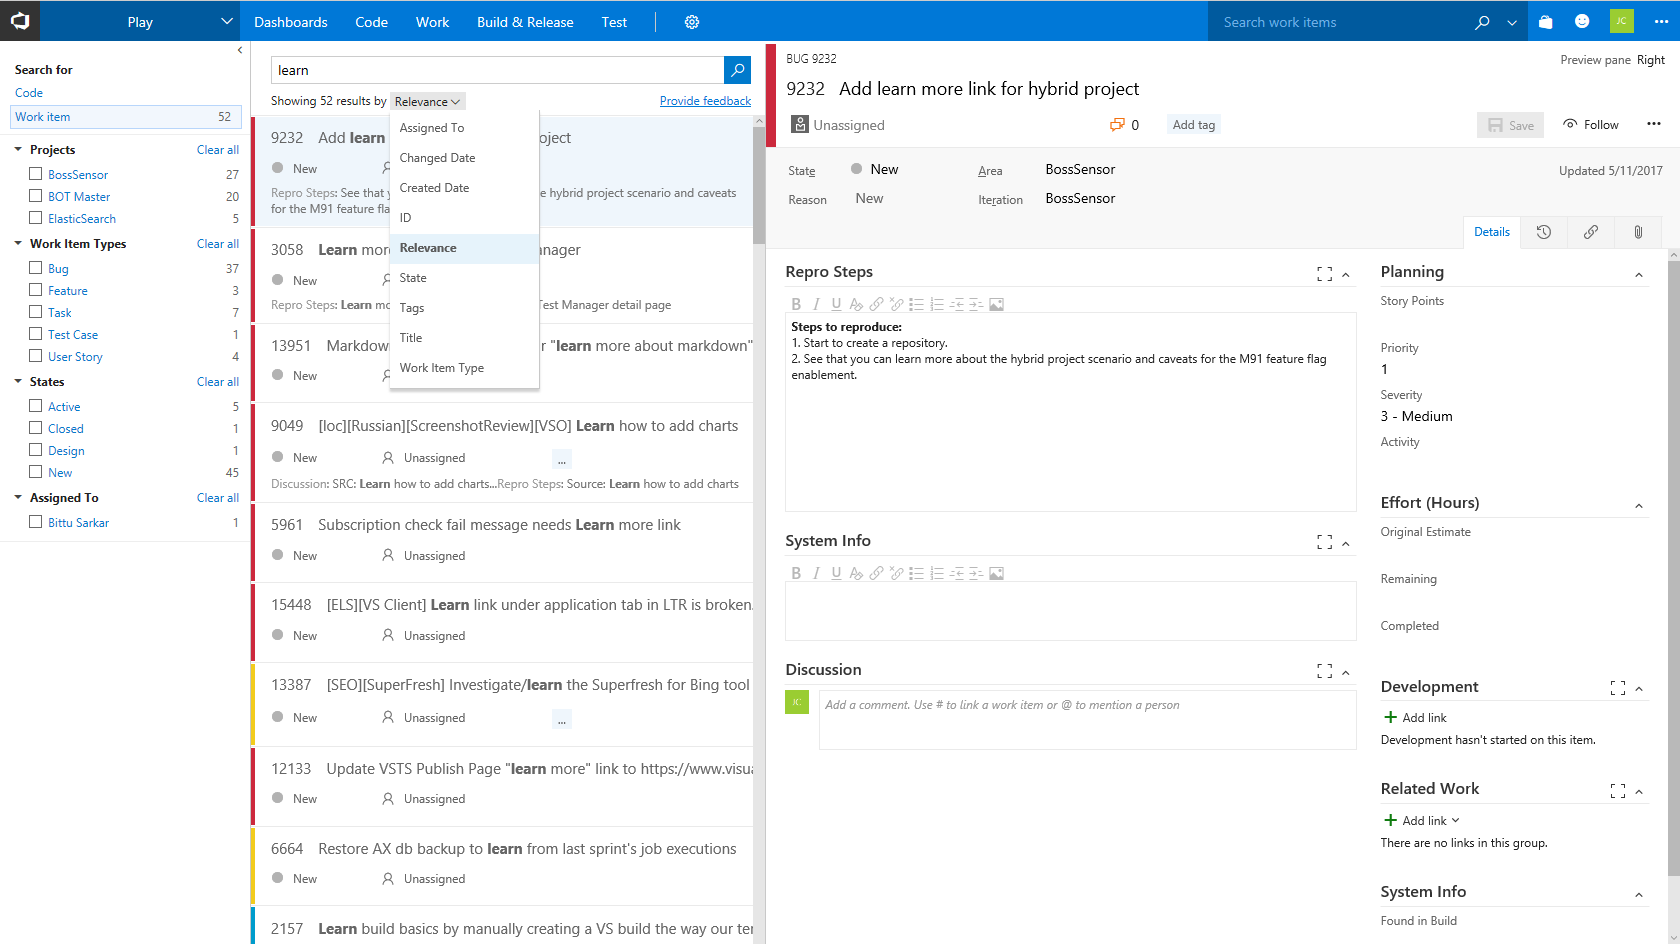 Play
Dashboards Code Work Build & Release Test
Search work items
JC
Search for
Code
Work item 52
Projects Clear all
BossSensor 27
BOT Master 20
ElasticSearch 5
Work Item Types Clear all
Bug 37
Feature 3
Task 7
Test Case 1
User Story 4
States Clear all
Active 5
Closed 1
Design 1
New 45
Assigned To Clear all
Bittu Sarkar 1
learn
Showing 52 results by Relevance
Provide feedback
Assigned To
Changed Date
Created Date
ID
Relevance
State
Tags
Title
Work Item Type
9232 Add learn oject
New
Repro Steps: See that y e hybrid project scenario and caveats
for the M91 feature fla
3058 Learn mor nager
New
Repro Steps: Learn mo Test Manager detail page
13951 Markdow r "learn more about markdown"
New
9049 [loc][Russian][ScreenshotReview][VSO] Learn how to add charts
New Unassigned ...
Discussion: SRC: Learn how to add charts...Repro Steps: Source: Learn how to add charts
5961 Subscription check fail message needs Learn more link
New Unassigned
15448 [ELS][VS Client] Learn link under application tab in LTR is broken.
New Unassigned
13387 [SEO][SuperFresh] Investigate/learn the Superfresh for Bing tool
New Unassigned ...
12133 Update VSTS Publish Page "learn more" link to https://www.visua
New Unassigned
6664 Restore AX db backup to learn from last sprint's job executions
New Unassigned
2157 Learn build basics by manually creating a VS build the way our ter
BUG 9232
Preview pane Right
9232 Add learn more link for hybrid project
Unassigned 0 Add tag
Save Follow
State New Area BossSensor
Updated 5/11/2017
Reason New Iteration BossSensor
Details
Repro Steps
B I U
Steps to reproduce:
1. Start to create a repository.
2. See that you can learn more about the hybrid project scenario and caveats for the M91 feature flag
enablement.
System Info
B I U
Discussion
JC
Add a comment. Use # to link a work item or @ to mention a person
Planning
Story Points
Priority
1
Severity
3 - Medium
Activity
Effort (Hours)
Original Estimate
Remaining
Completed
Development
Add link
Development hasn't started on this item.
Related Work
Add link
There are no links in this group.
System Info
Found in Build